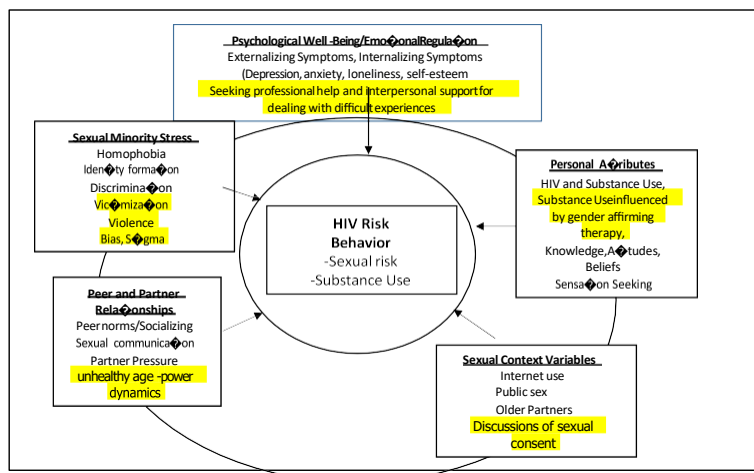 Psychological Well -Being/Emo�onalRegula�on
Externalizing Symptoms, Internalizing Symptoms
(Depression, anxiety, loneliness, self-esteem
Seeking professional help and interpersonal support for
dealing with difficult experiences
Sexual Minority Stress
Homophobia
Iden�ty forma�on
Discrimina�on
Vic�miza�on
Violence
Bias, S�gma
Personal A�ributes
HIV and Substance Use,
Substance Useinfluenced
by gender affirming
therapy,
Knowledge,A�tudes,
Beliefs
Sensa�on Seeking
HIV Risk
Behavior
-Sexual risk
-Substance Use
Peer and Partner
Rela�onships
Peernorms/Socializing
Sexual communica�on
Partner Pressure
unhealthy age -power
dynamics
Sexual Context Variables
Internet use
Public sex
Older Partners
Discussions of sexual
consent